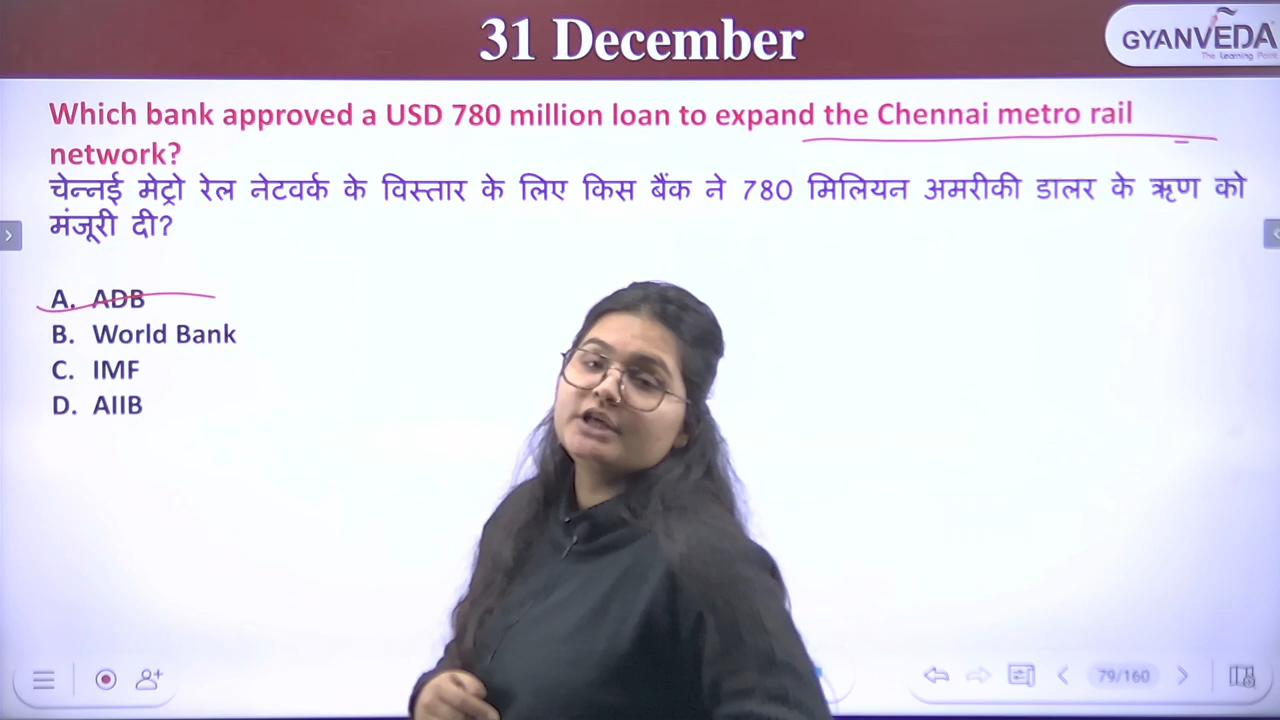 31 December
GYANVEDA
The Learning Point
Which bank approved a USD 780 million loan to expand the Chennai metro rail
network?
चेन्नई मेट्रो रेल नेटवर्क के विस्तार के लिए किस बैंक ने 780 मिलियन अमरीकी डालर के ऋण को
मंजूरी दी?
A. ADB
B. World Bank
C. IMF
D. AIIB
79/160